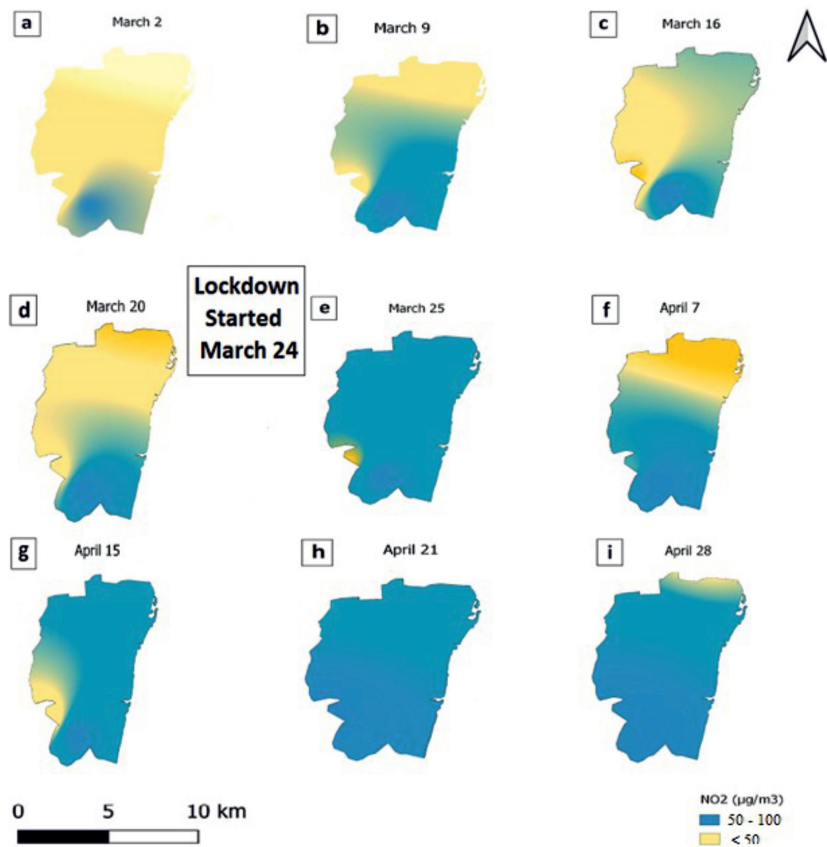 a
March 2
b
March 9
c
March 16
d
March 20
Lockdown
Started
March 24
e
March 25
f
April 7
g
April 15
h
April 21
i
April 28
0 5 10 km
NO2 (µg/m3)
50 - 100
< 50